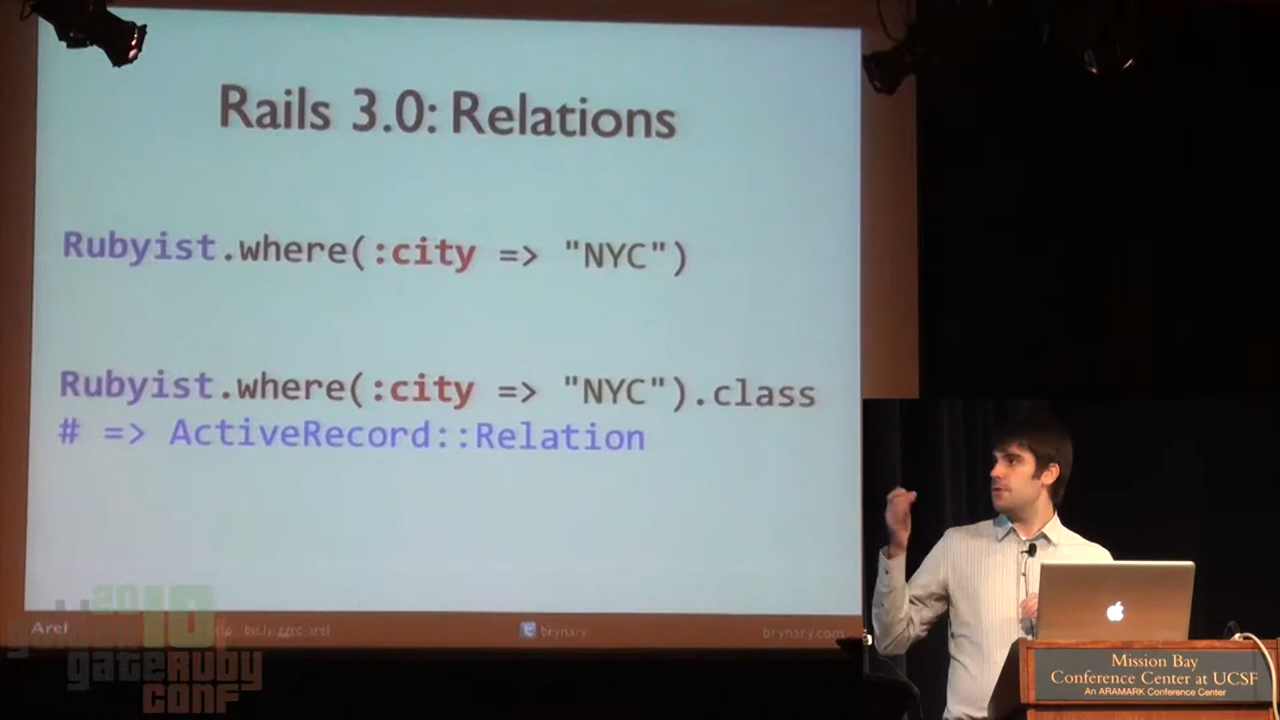 Rails 3.0: Relations
Rubyist.where(:city => "NYC")
Rubyist.where(:city => "NYC").class
# => ActiveRecord::Relation
Arel
brynary
brynary.com
2010
golden
gateRuby
CONF
Mission Bay
Conference Center at UCSF
An ARAMARK Conference Center